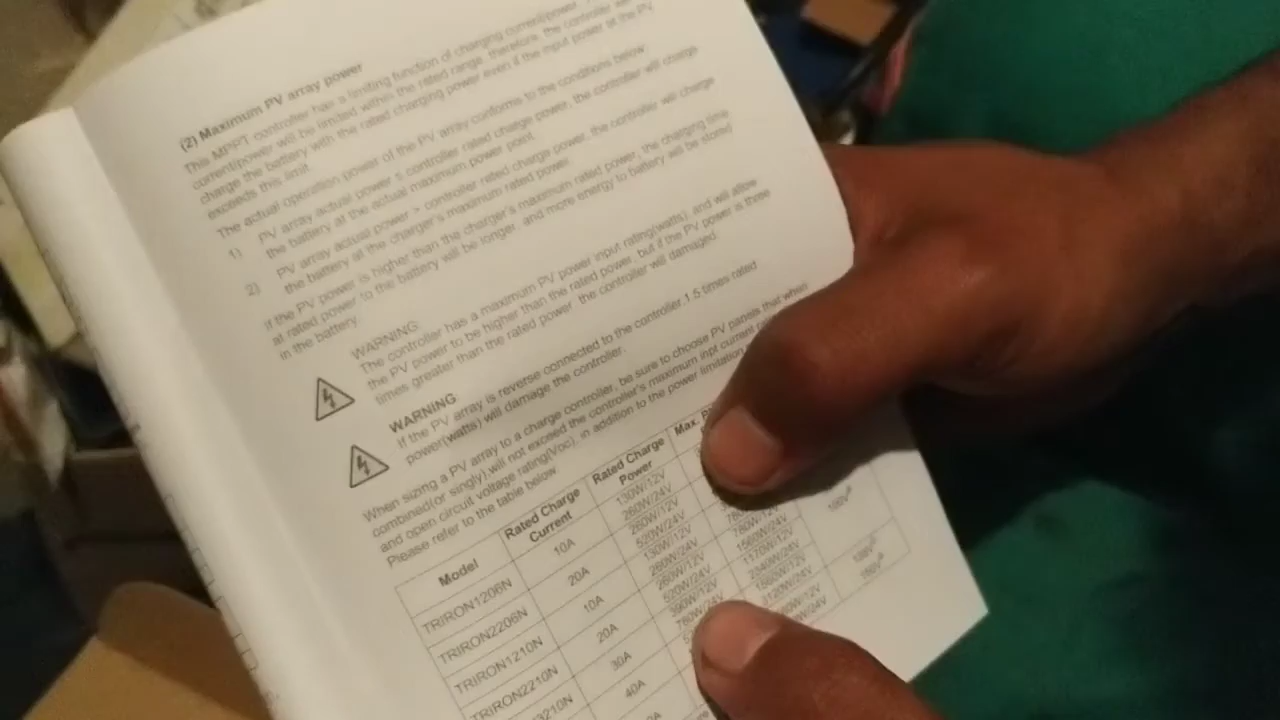 (2) Maximum PV array power
This MPPT controller has a limiting function of charging current/power,
current/power will be limited within the rated range, therefore, the controller will
charge the battery with the rated charging power even if the input power at the PV
exceeds this limit.
The actual operation power of the PV array conforms to the conditions below:
1) PV array actual power ≤ controller rated charge power, the controller will charge
the battery at the actual maximum power point.
2) PV array actual power > controller rated charge power, the controller will charge
the battery at the charger's maximum rated power.
If the PV power is higher than the charger's maximum rated power, the charging time
at rated power to the battery will be longer, and more energy to battery will be stored
in the battery
WARNING:
The controller has a maximum PV power input rating(watts), and will allow
the PV power to be higher than the rated power, but if the PV power is three
times greater than the rated power, the controller will damaged.
WARNING
If the PV array is reverse connected to the controller 1.5 times rated
power(watts) will damage the controller.
When sizing a PV array to a charge controller, be sure to choose PV panels that when
combined(or singly),will not exceed the controller's maximum inpt current
and open circuit voltage rating(Voc), in addition to the power limitation
Please refer to the table below
Model Rated Charge Current Rated Charge Power Max.
TRIRON1206N 10A 130W/12V
260W/24V
TRIRON2206N 20A 260W/12V
520W/24V
TRIRON1210N 10A 130W/12V
260W/24V
TRIRON2210N 20A 260W/12V 780W/12V
520W/24V 1560W/24V
3210N 30A 390W/12V 1170W/12V
780W/24V 2340W/24V
40A